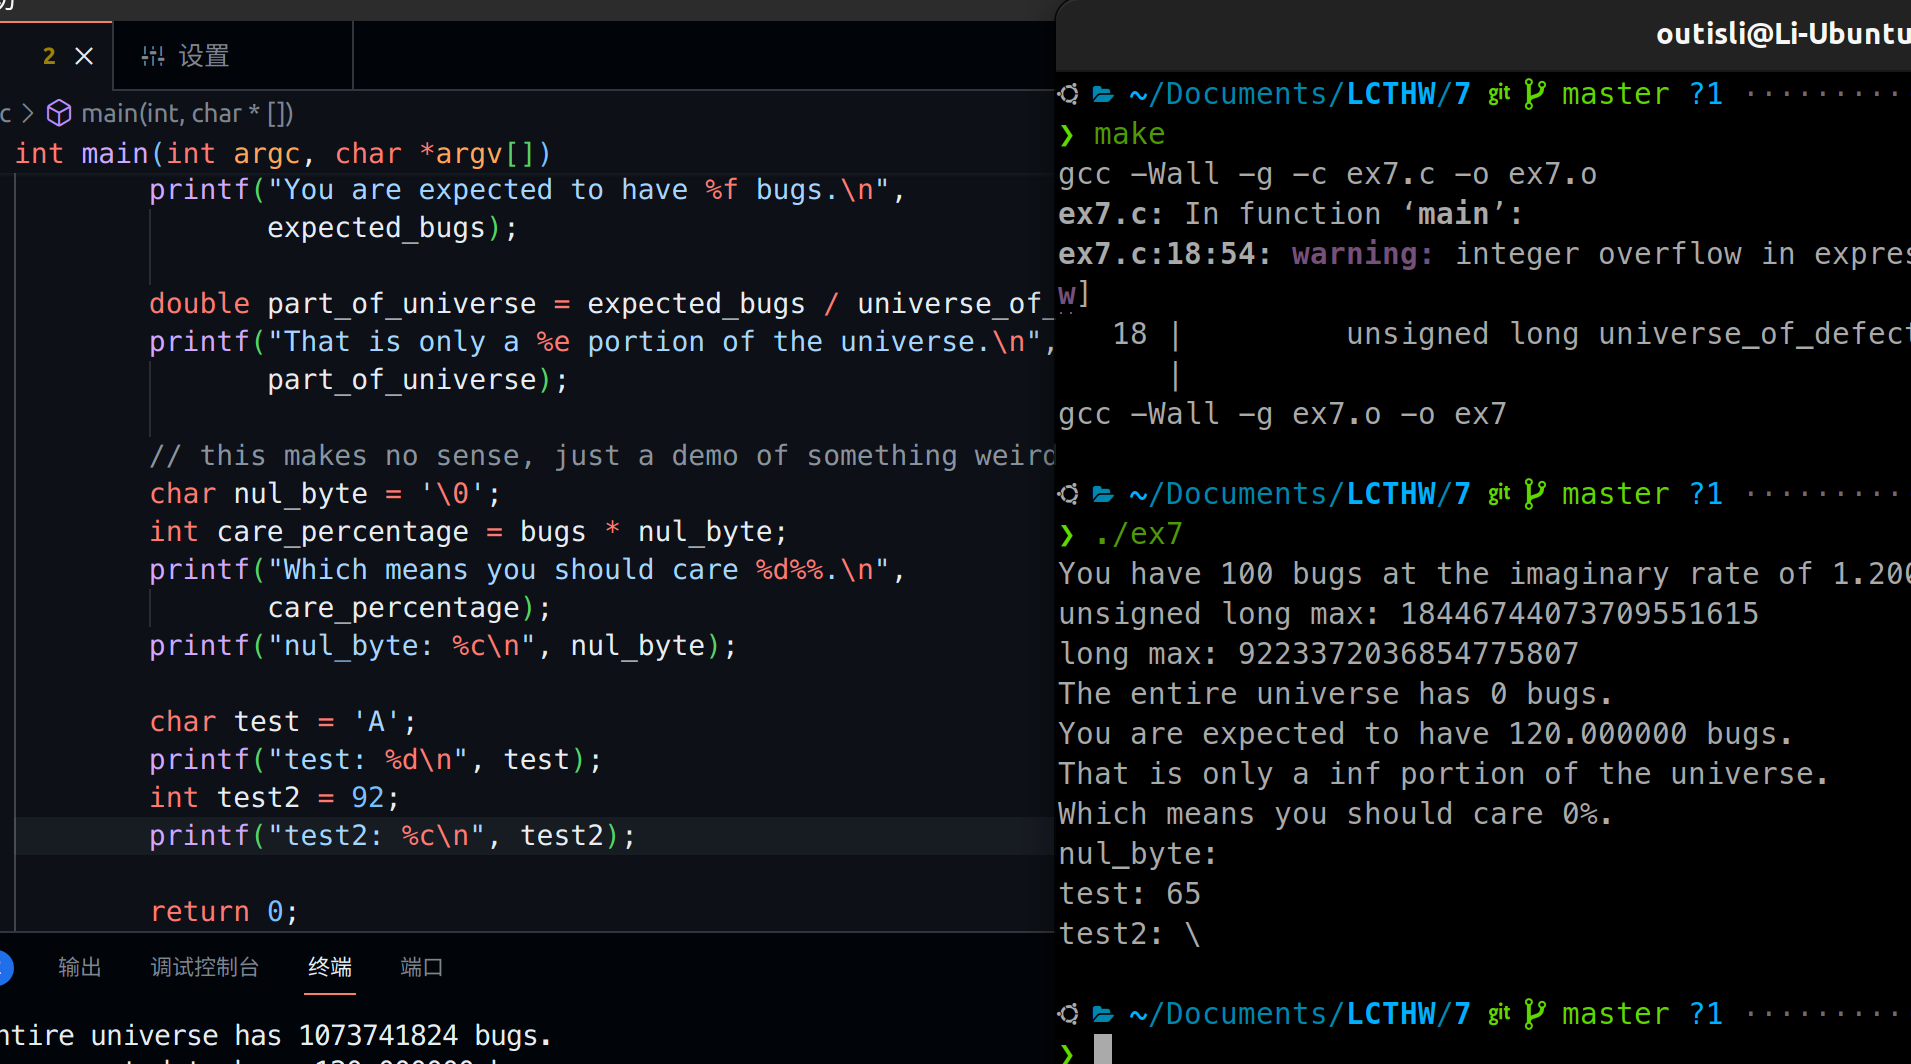 2 × 设置
c > main(int, char * [])
int main(int argc, char *argv[])
printf("You are expected to have %f bugs.\n",
expected_bugs);
double part_of_universe = expected_bugs / universe_of_
printf("That is only a %e portion of the universe.\n",
part_of_universe);
// this makes no sense, just a demo of something weird
char nul_byte = '\0';
int care_percentage = bugs * nul_byte;
printf("Which means you should care %d%%.\n",
care_percentage);
printf("nul_byte: %c\n", nul_byte);
char test = 'A';
printf("test: %d\n", test);
int test2 = 92;
printf("test2: %c\n", test2);
return 0;
输出 调试控制台 终端 端口
ntire universe has 1073741824 bugs.
outisli@Li-Ubuntu
~/Documents/LCTHW/7 git master ?1 ·········
❯ make
gcc -Wall -g -c ex7.c -o ex7.o
ex7.c: In function ‘main’:
ex7.c:18:54: warning: integer overflow in expres
w]
18 | unsigned long universe_of_defect
|
gcc -Wall -g ex7.o -o ex7
~/Documents/LCTHW/7 git master ?1 ·········
❯ ./ex7
You have 100 bugs at the imaginary rate of 1.200
unsigned long max: 18446744073709551615
long max: 9223372036854775807
The entire universe has 0 bugs.
You are expected to have 120.000000 bugs.
That is only a inf portion of the universe.
Which means you should care 0%.
nul_byte:
test: 65
test2: \
~/Documents/LCTHW/7 git master ?1 ·········
❯